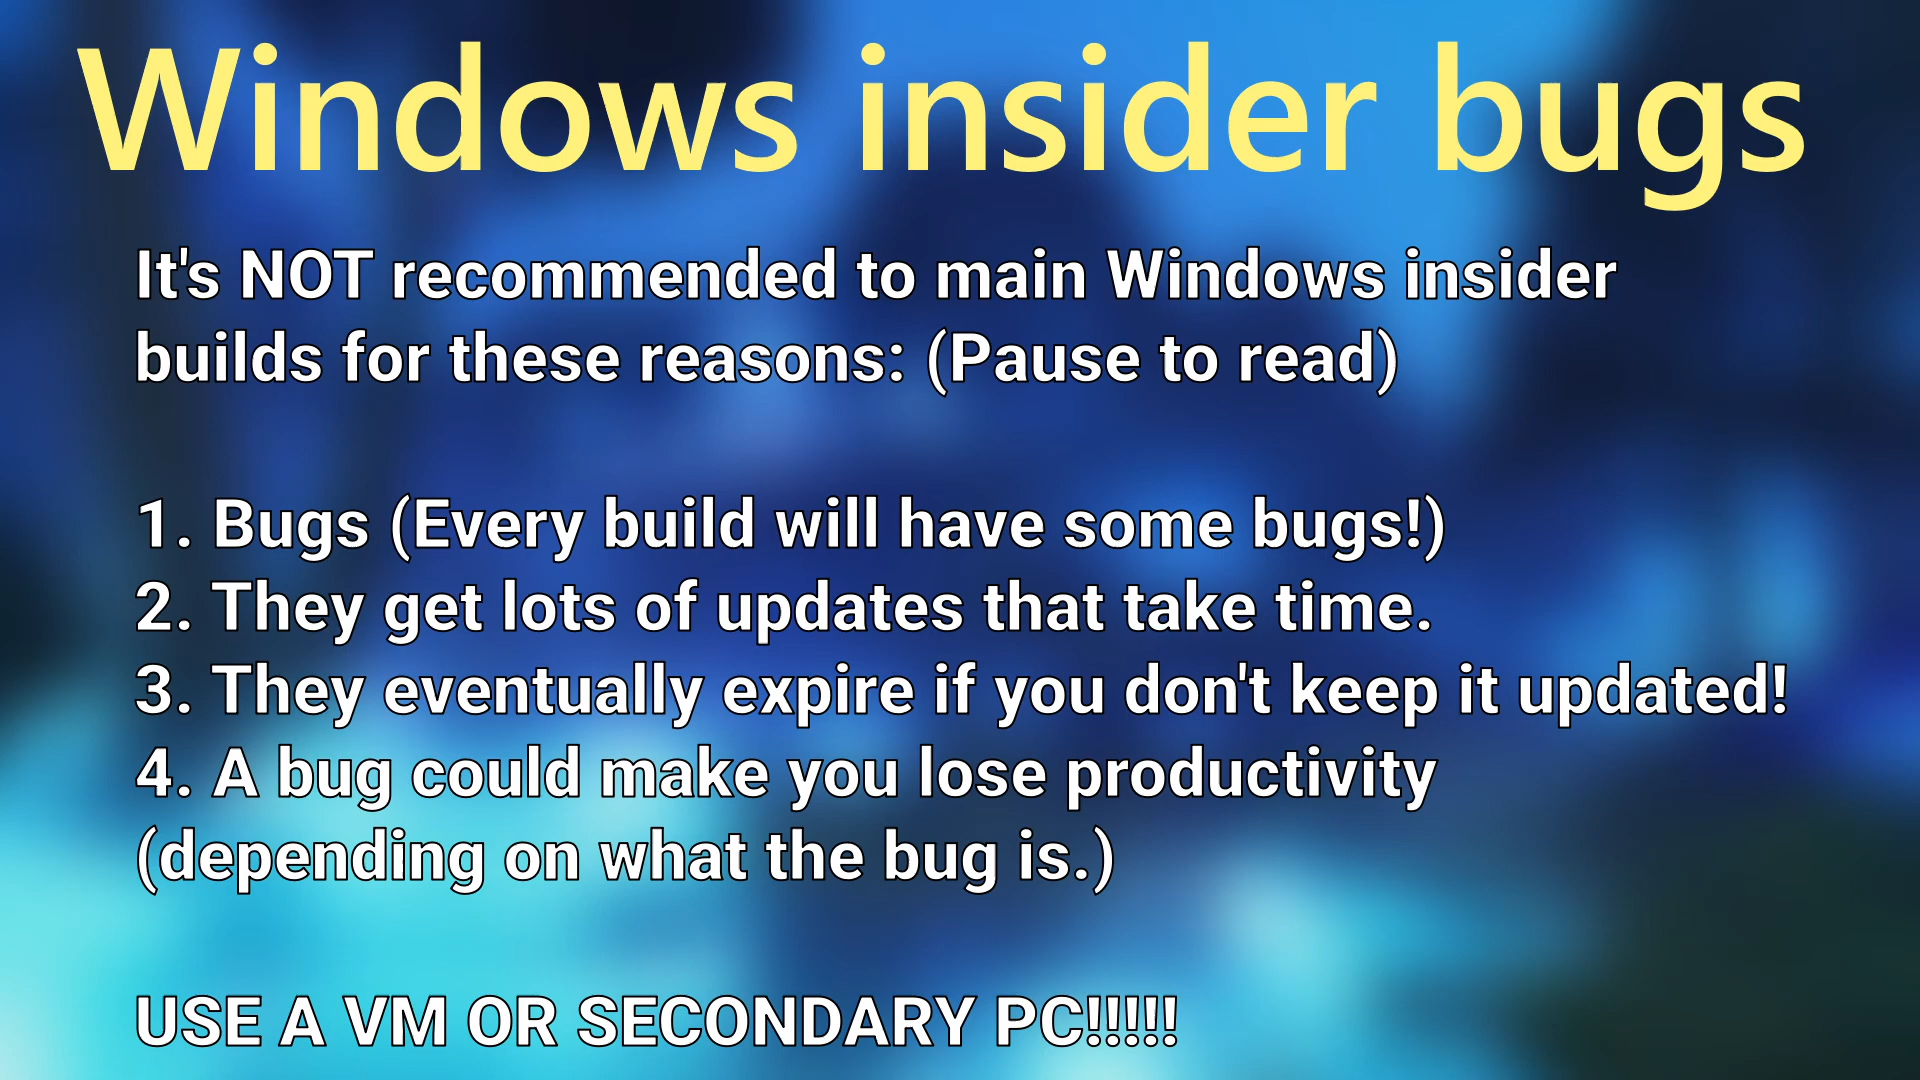 Windows insider bugs
It's NOT recommended to main Windows insider
builds for these reasons: (Pause to read)
1. Bugs (Every build will have some bugs!)
2. They get lots of updates that take time.
3. They eventually expire if you don't keep it updated!
4. A bug could make you lose productivity
(depending on what the bug is.)
USE A VM OR SECONDARY PC!!!!!